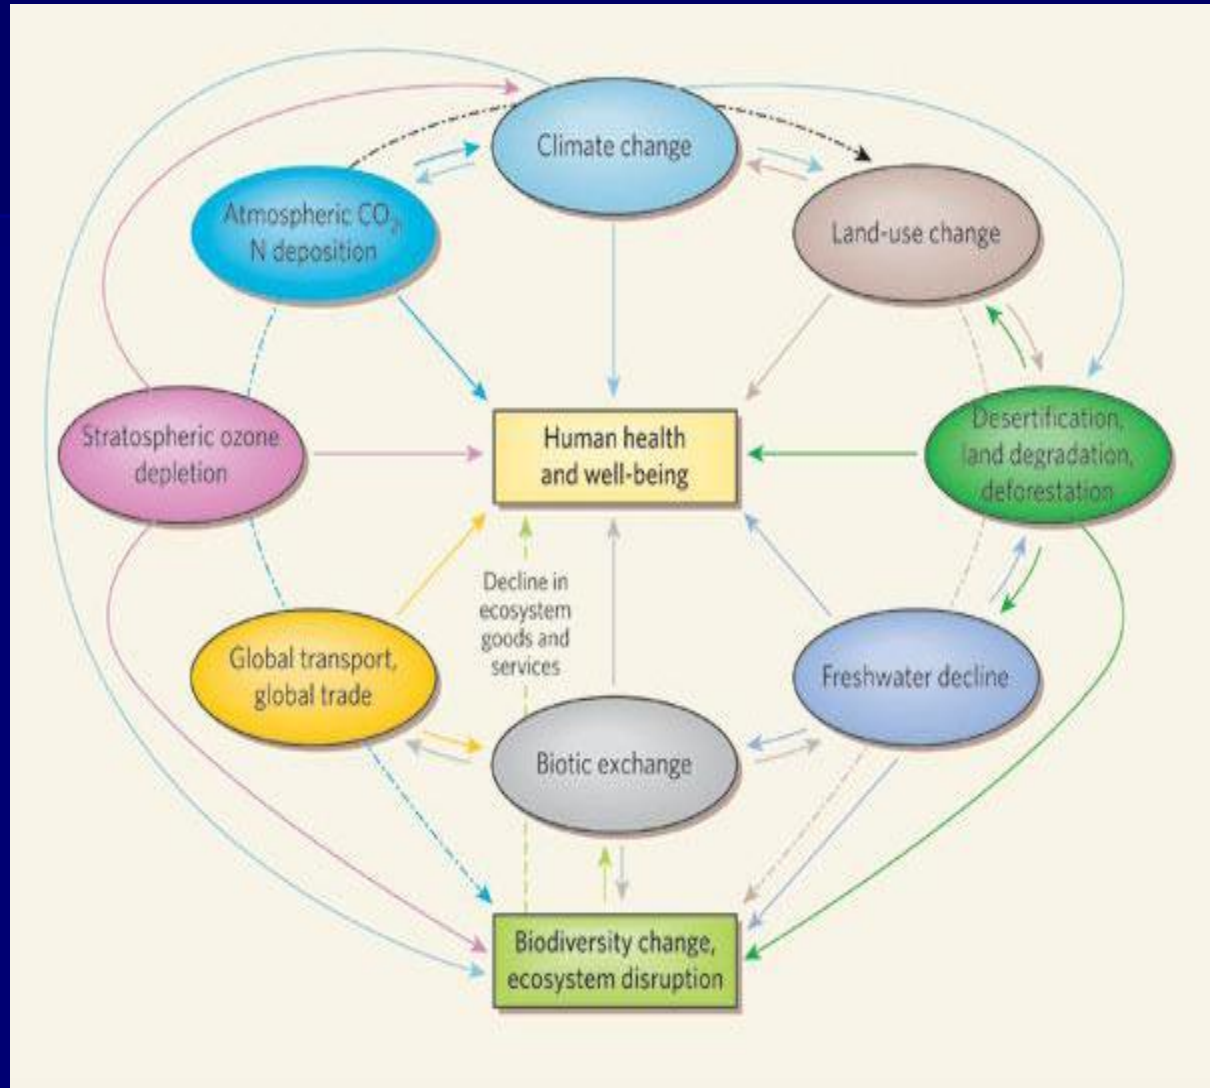 Climate change
Atmospheric CO₂,
N deposition
Land-use change
Stratospheric ozone
depletion
Human health
and well-being
Desertification,
land degradation,
deforestation
Decline in
ecosystem
goods and
services
Global transport,
global trade
Freshwater decline
Biotic exchange
Biodiversity change,
ecosystem disruption